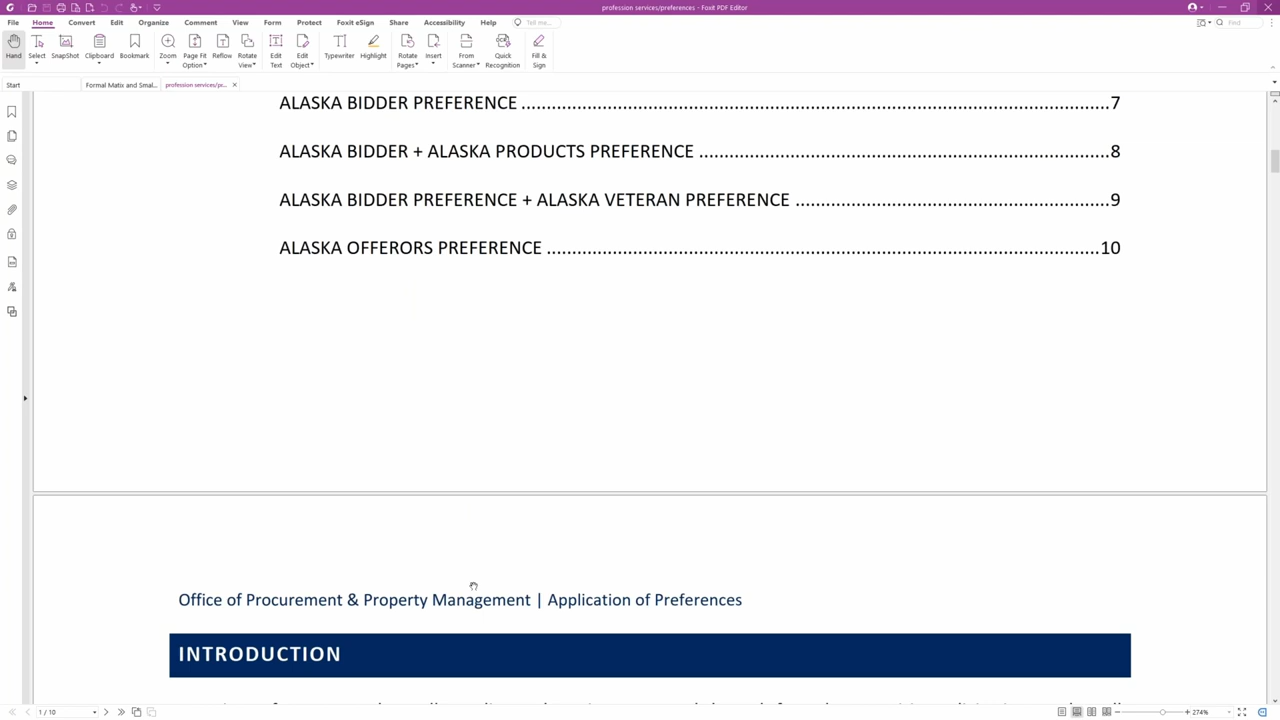 profession services/preferences - Foxit PDF Editor
File Home Convert Edit Organize Comment View Form Protect Foxit eSign Share Accessibility Help Tell me... Find
Hand Select SnapShot Clipboard Bookmark Zoom Page Fit Option Reflow Rotate View Edit Text Edit Object Typewriter Highlight Rotate Pages Insert From Scanner Quick Recognition Fill & Sign
Start Formal Matix and Smal... profession services/pr...
ALASKA BIDDER PREFERENCE ........ 7
ALASKA BIDDER + ALASKA PRODUCTS PREFERENCE ........ 8
ALASKA BIDDER PREFERENCE + ALASKA VETERAN PREFERENCE ........ 9
ALASKA OFFERORS PREFERENCE ........ 10
Office of Procurement & Property Management | Application of Preferences
INTRODUCTION
1 / 10 274%